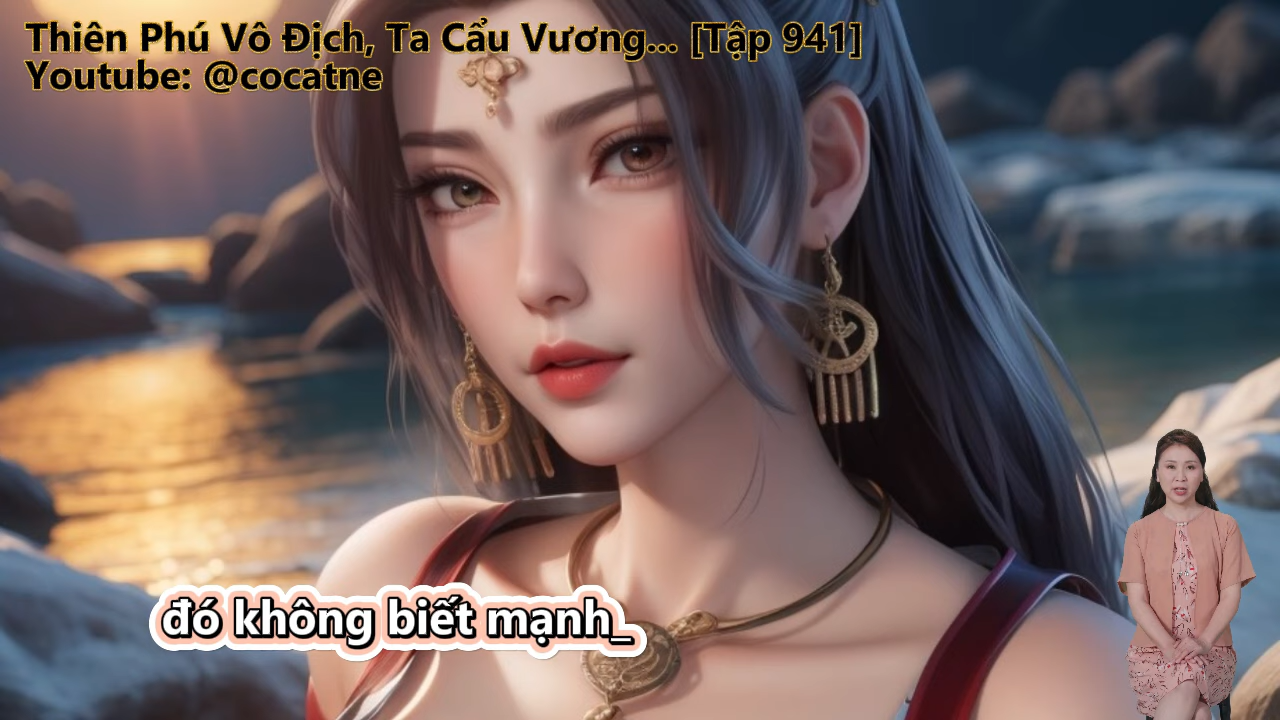 Thiên Phú Vô Địch, Ta Cẩu Vương... [Tập 941]
Youtube: @cocatne
đó không biết mạnh_